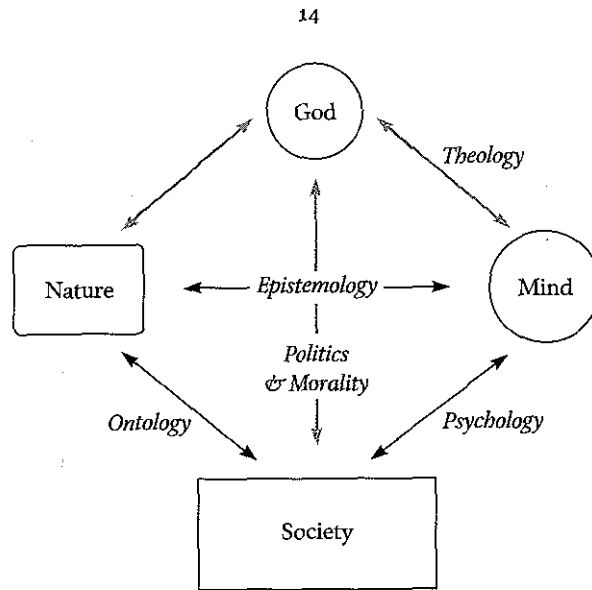 14
God
Theology
Nature
Epistemology
Mind
Politics
& Morality
Ontology
Psychology
Society